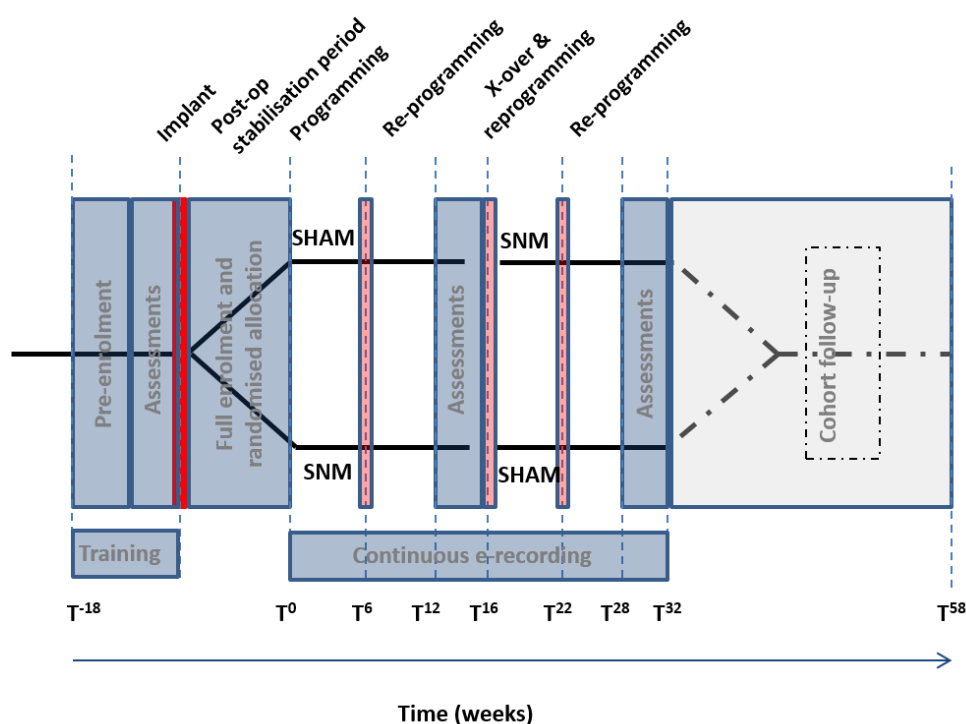 Implant
Post-op
stabilisation period
Programming
Re-programming
X-over &
reprogramming
Re-programming
SHAM
SNM
Pre-enrolment
Assessments
Full enrolment and
randomised allocation
Assessments
Assessments
Cohort follow-up
SNM
SHAM
Training
Continuous e-recording
T-18
T0
T6
T12
T16
T22
T28
T32
T58
Time (weeks)